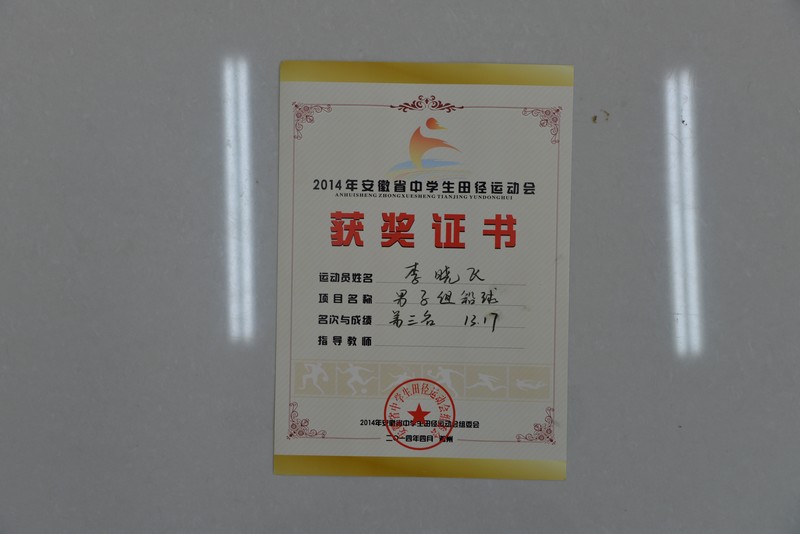 2014年安徽省中学生田径运动会
ANHUISHENG ZHONGXUESHENG TIANJING YUNDONGHUI
获奖证书
运动员姓名 李晓飞
项目名称 男子组铅球
名次与成绩 第三名 13.17
指导教师
2014年安徽省中学生田径运动会组委会
二〇一四年四月